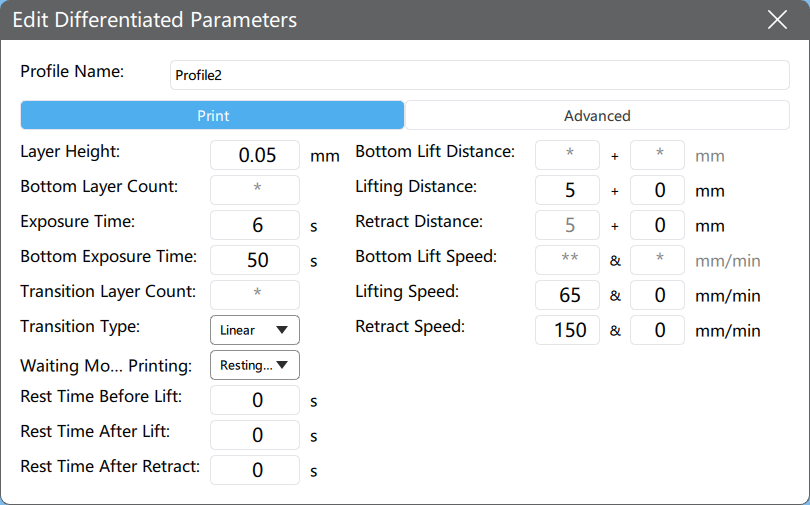 Edit Differentiated Parameters
Profile Name: Profile2
Print Advanced
Layer Height: 0.05 mm Bottom Lift Distance: * + * mm
Bottom Layer Count: * Lifting Distance: 5 + 0 mm
Exposure Time: 6 s Retract Distance: 5 + 0 mm
Bottom Exposure Time: 50 s Bottom Lift Speed: ** & * mm/min
Transition Layer Count: * Lifting Speed: 65 & 0 mm/min
Transition Type: Linear Retract Speed: 150 & 0 mm/min
Waiting Mo... Printing: Resting...
Rest Time Before Lift: 0 s
Rest Time After Lift: 0 s
Rest Time After Retract: 0 s